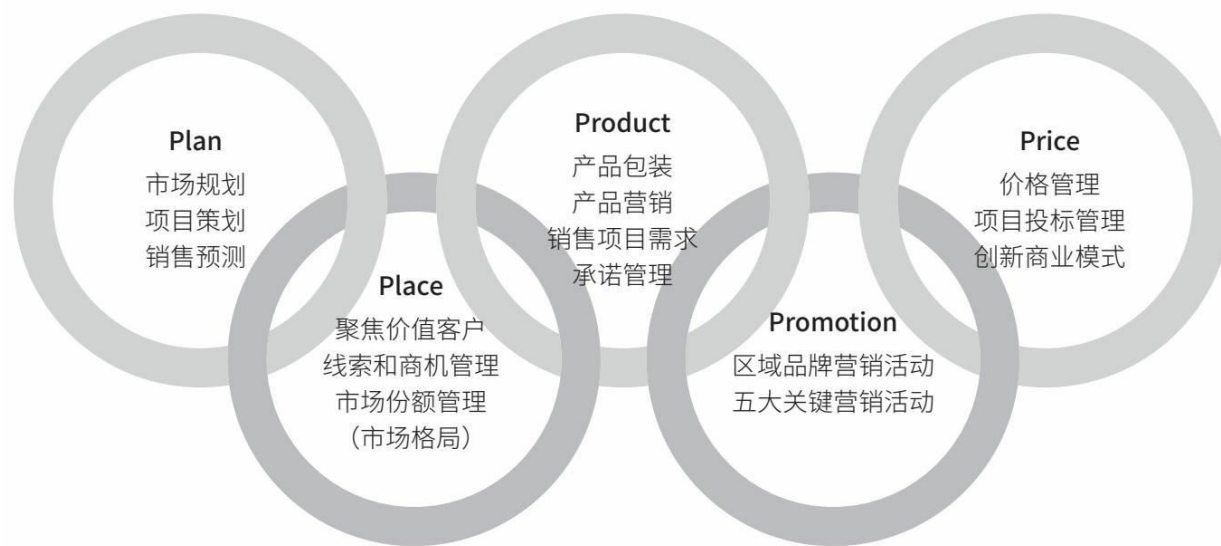 Plan
市场规划
项目策划
销售预测
Place
聚焦价值客户
线索和商机管理
市场份额管理
（市场格局）
Product
产品包装
产品营销
销售项目需求
承诺管理
Promotion
区域品牌营销活动
五大关键营销活动
Price
价格管理
项目投标管理
创新商业模式